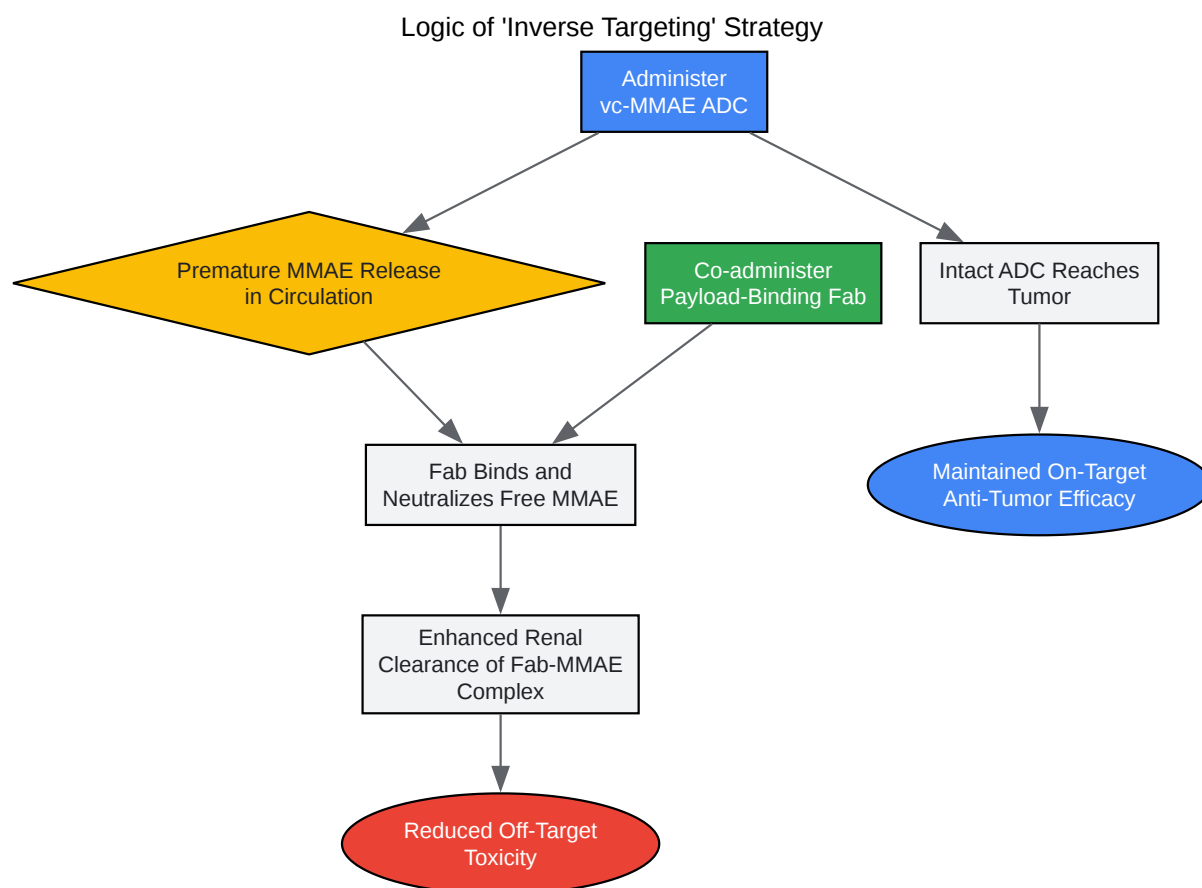 Logic of 'Inverse Targeting' Strategy
Administer
vc-MMAE ADC
Premature MMAE Release
in Circulation
Co-administer
Payload-Binding Fab
Intact ADC Reaches
Tumor
Fab Binds and
Neutralizes Free MMAE
Maintained On-Target
Anti-Tumor Efficacy
Enhanced Renal
Clearance of Fab-MMAE
Complex
Reduced Off-Target
Toxicity